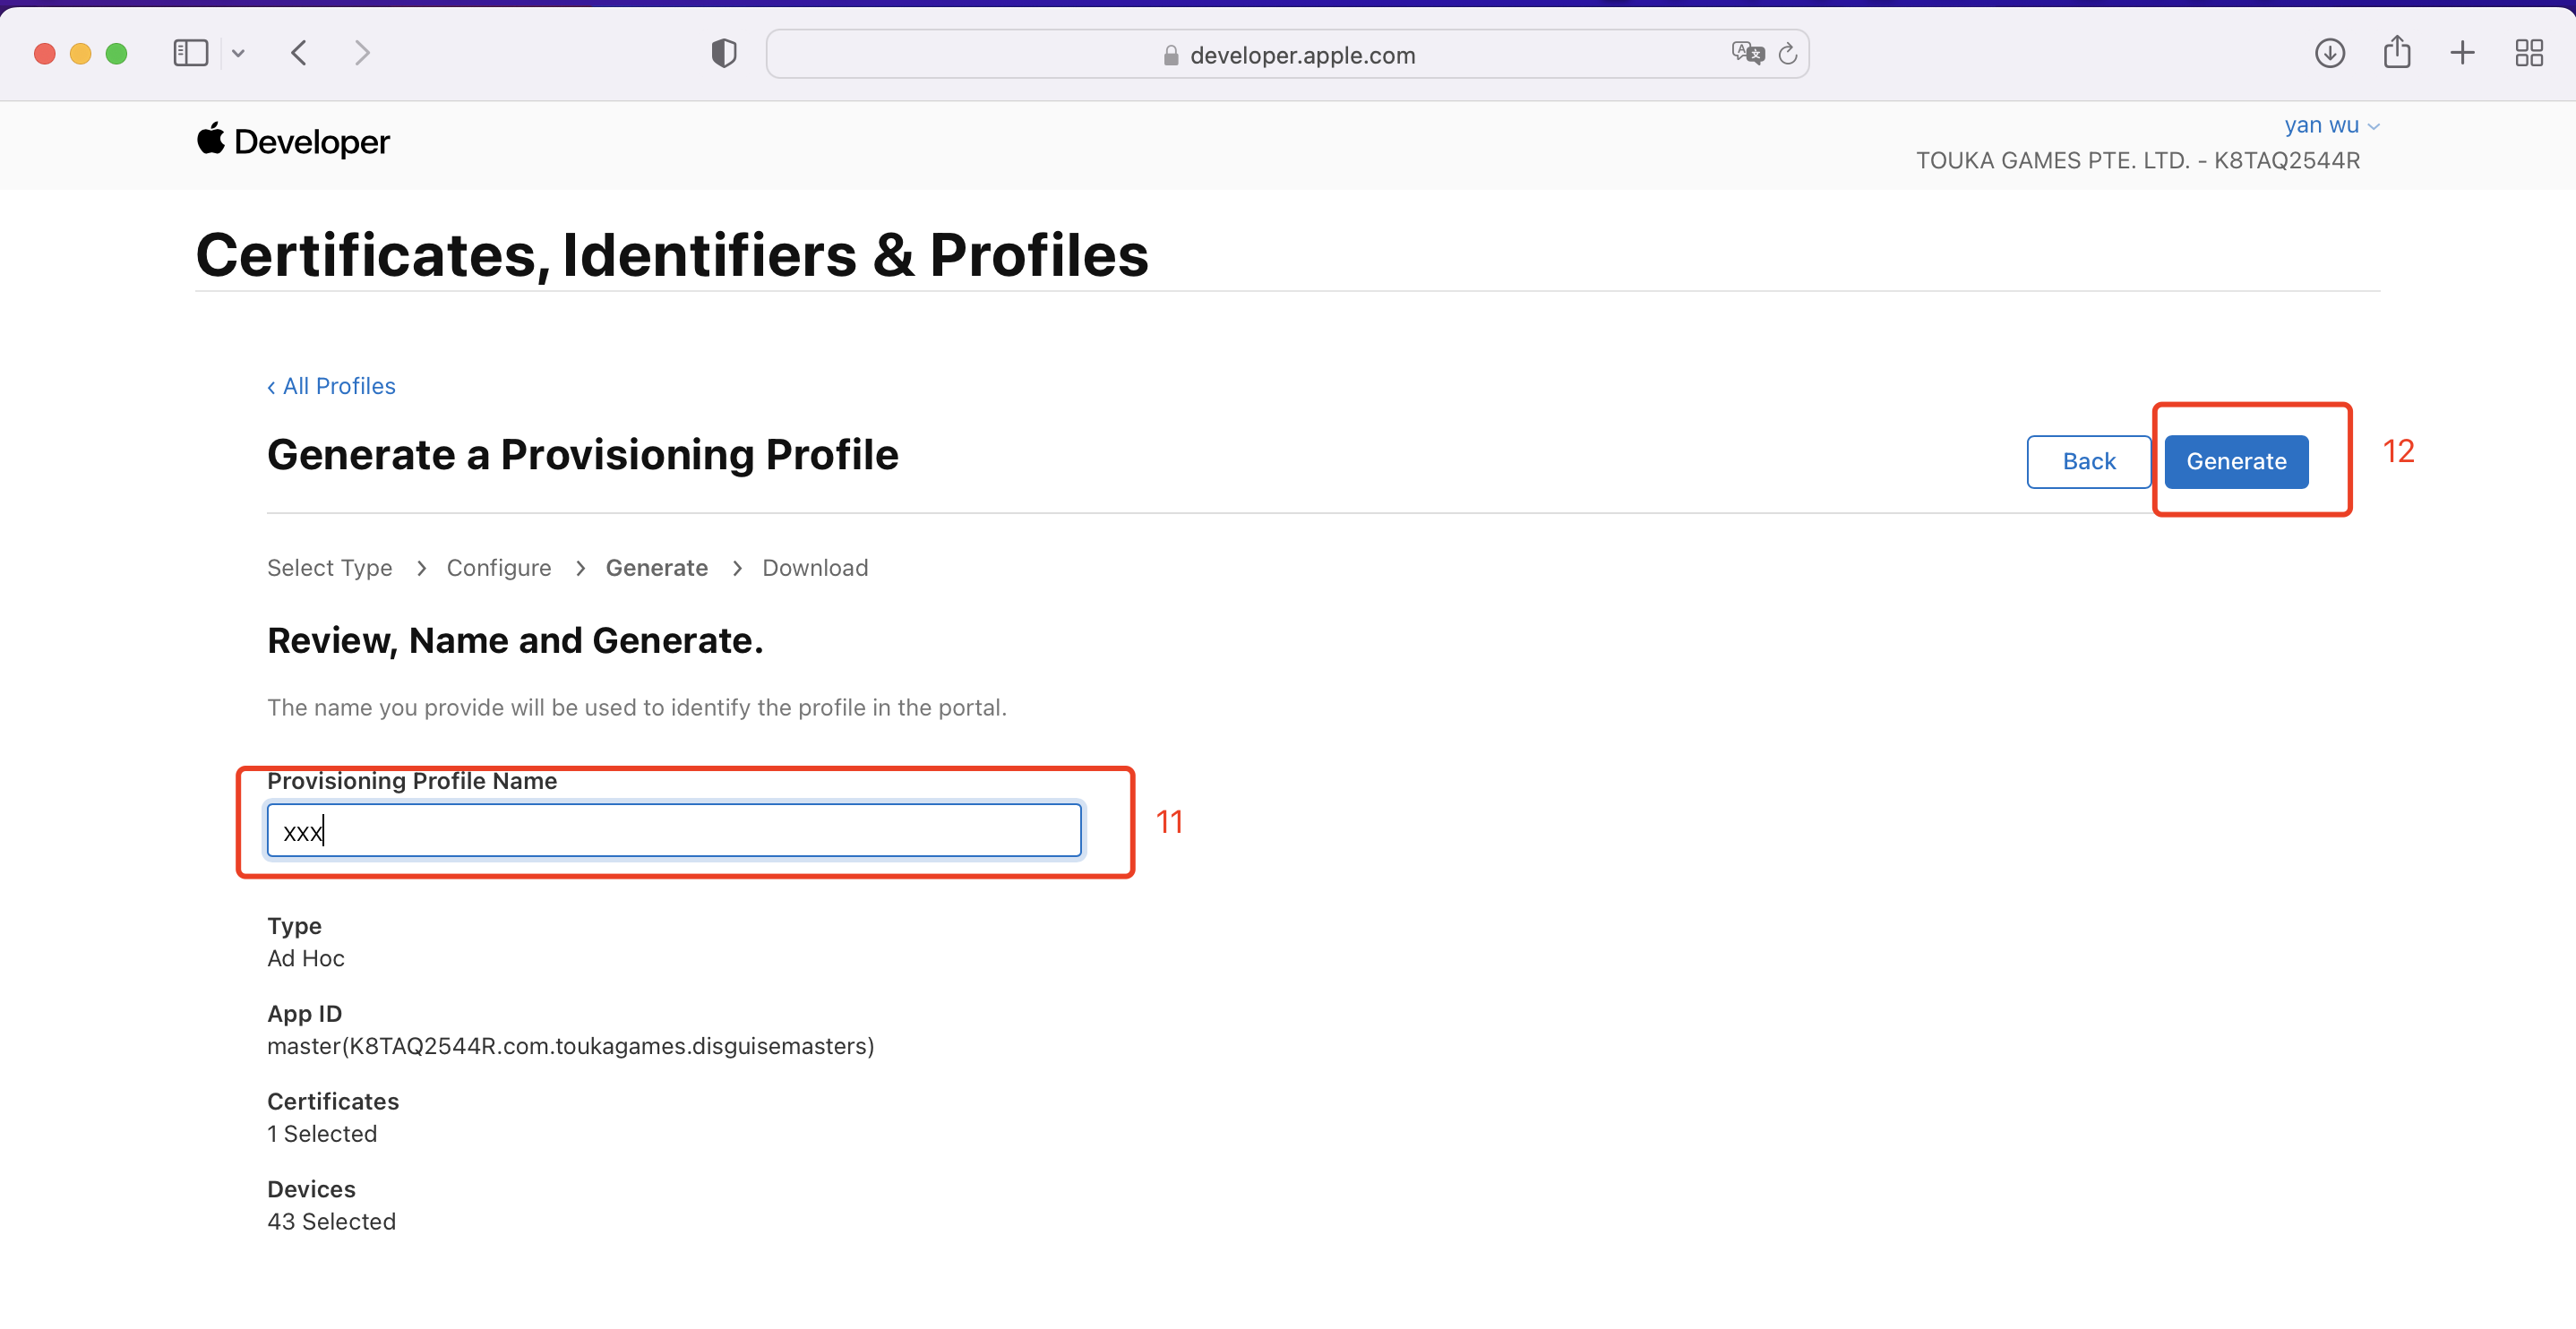 developer.apple.com
Developer
yan wu
TOUKA GAMES PTE. LTD. - K8TAQ2544R
Certificates, Identifiers & Profiles
‹ All Profiles
Generate a Provisioning Profile
Back
Generate
12
Select Type > Configure > Generate > Download
Review, Name and Generate.
The name you provide will be used to identify the profile in the portal.
Provisioning Profile Name
xxx
11
Type
Ad Hoc
App ID
master(K8TAQ2544R.com.toukagames.disguisemasters)
Certificates
1 Selected
Devices
43 Selected